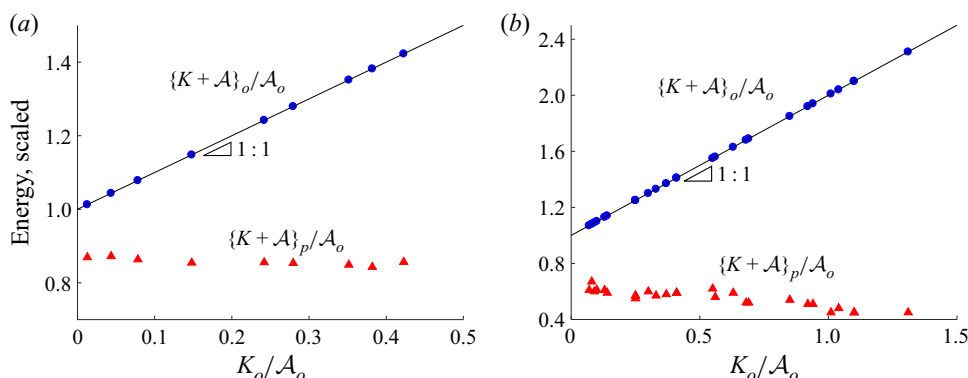 (a)
1.4
1.2
1.0
0.8
Energy, scaled
{K + 𝒜}ₒ/𝒜ₒ
1 : 1
{K + 𝒜}ₚ/𝒜ₒ
0 0.1 0.2 0.3 0.4 0.5
Kₒ/𝒜ₒ
(b)
2.4
2.0
1.6
1.2
0.8
0.4
{K + 𝒜}ₒ/𝒜ₒ
1 : 1
{K + 𝒜}ₚ/𝒜ₒ
0 0.5 1.0 1.5
Kₒ/𝒜ₒ